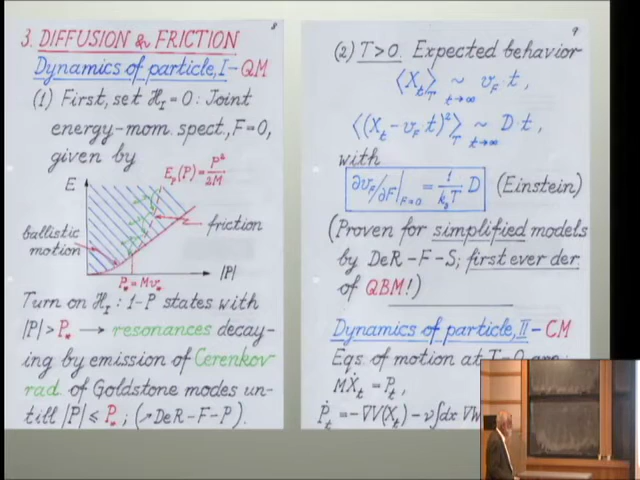 8
3. DIFFUSION & FRICTION
Dynamics of particle, I - QM
(1) First, set ℋ_I = 0: Joint
energy-mom. spect., F=0,
given by
E
E_P(P) = P²/2M
ballistic
motion
friction
P_* = Mv_*
|P|
Turn on ℋ_I: 1-P states with
|P| > P_* → resonances decay-
ing by emission of Cerenkov
rad. of Goldstone modes un-
till |P| ≤ P_*; (↗DeR-F-P).
9
(2) T>0. Expected behavior
⟨X_t⟩_T ~ v_F t,
t→∞
⟨(X_t - v_F t)²⟩_T ~ D t,
t→∞
with
∂v_F/∂F|_{F=0} = 1/(k_B T) D (Einstein)
(Proven for simplified models
by DeR-F-S; first ever der
of QBM!)
Dynamics of particle, II - CM
Eqs of motion at T=0 are:
MẊ_t = P_t,
Ṗ_t = -∇V(X_t) - ν∫dx ∇W